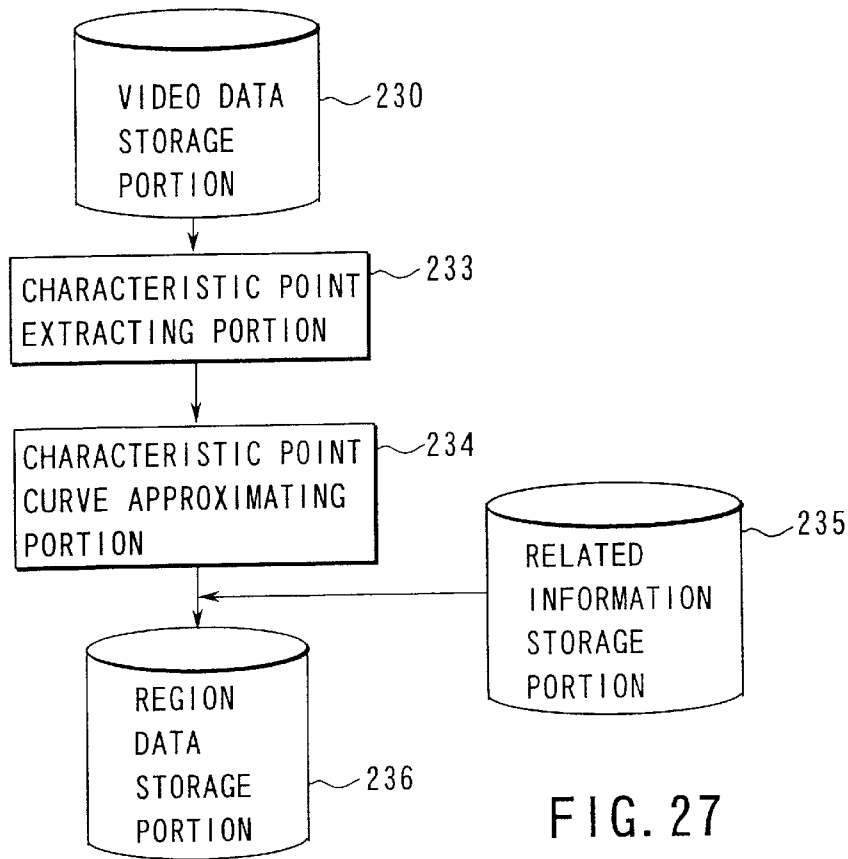 VIDEO DATA
STORAGE
PORTION
230
CHARACTERISTIC POINT
EXTRACTING PORTION
233
CHARACTERISTIC POINT
CURVE APPROXIMATING
PORTION
234
RELATED
INFORMATION
STORAGE
PORTION
235
REGION
DATA
STORAGE
PORTION
236
FIG. 27